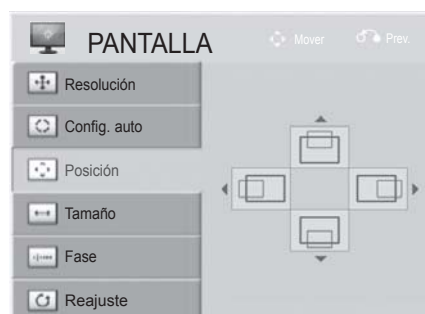 PANTALLA
Mover
Prev.
Resolución
Config. auto
Posición
Tamaño
Fase
Reajuste